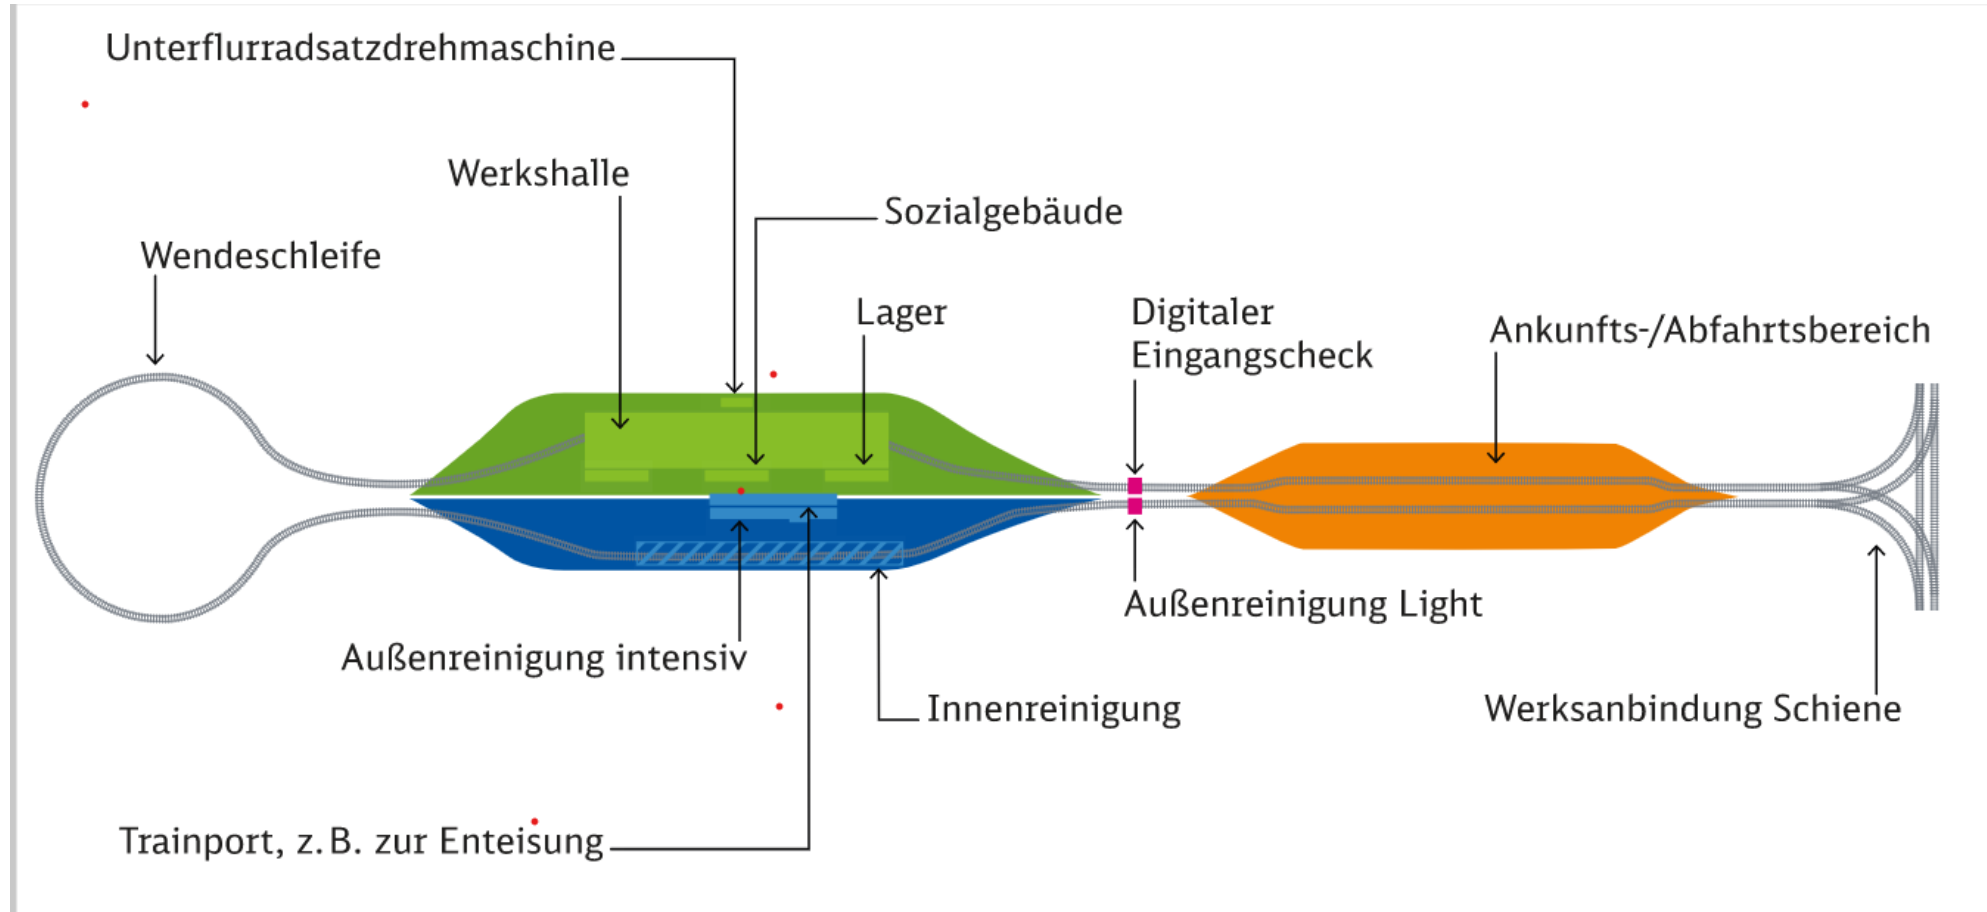 Unterflurradsatzdrehmaschine
Werkshalle
Sozialgebäude
Wendeschleife
Lager
Digitaler
Eingangscheck
Ankunfts-/Abfahrtsbereich
Außenreinigung Light
Außenreinigung intensiv
Innenreinigung
Werksanbindung Schiene
Trainport, z. B. zur Enteisung